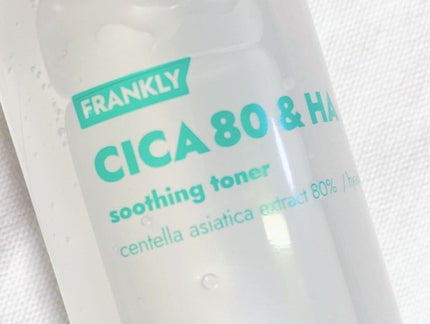 FRANKLY
CICA 80 & HA
soothing toner
centella asiatica extract 80% /